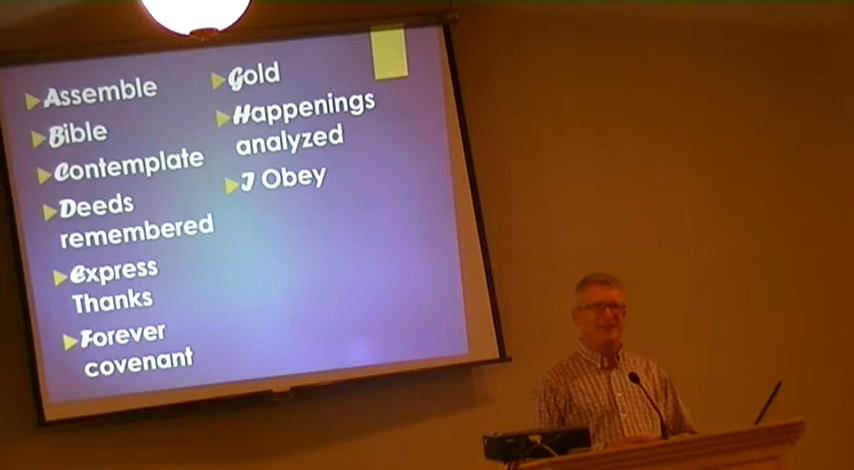 Assemble
Bible
Contemplate
Deeds
remembered
Express
Thanks
Forever
covenant
Gold
Happenings
analyzed
I Obey